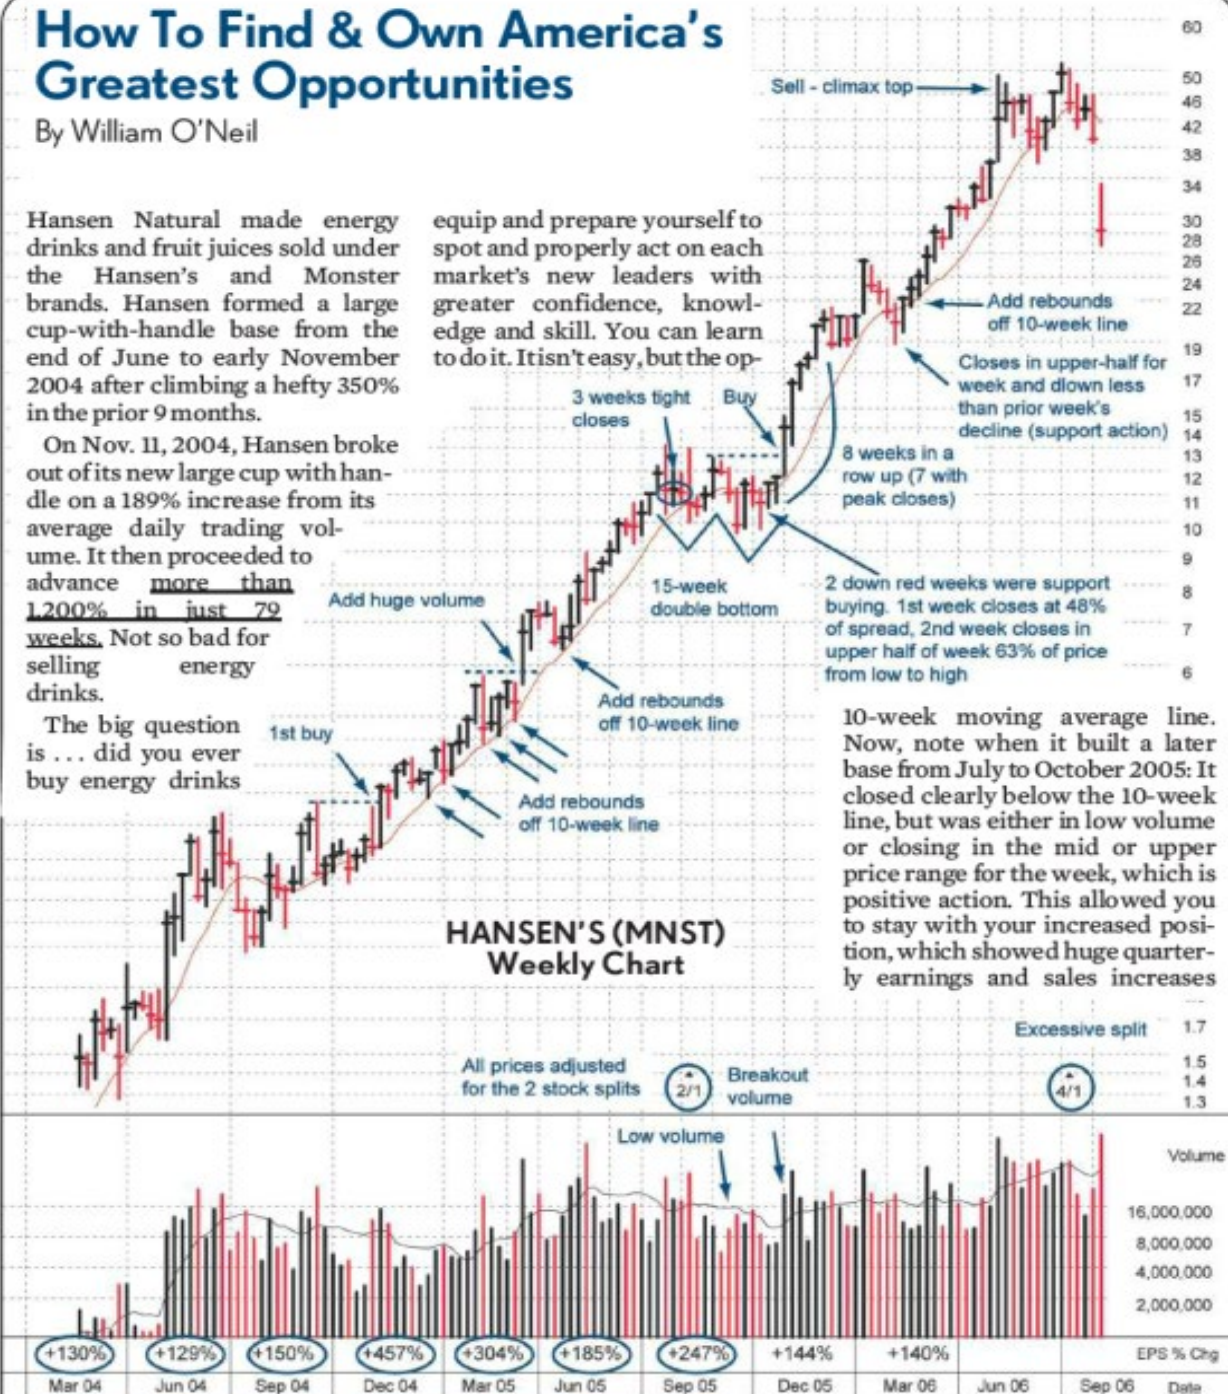 How To Find & Own America's
Greatest Opportunities
By William O'Neil
Hansen Natural made energy
drinks and fruit juices sold under
the Hansen's and Monster
brands. Hansen formed a large
cup-with-handle base from the
end of June to early November
2004 after climbing a hefty 350%
in the prior 9 months.
On Nov. 11, 2004, Hansen broke
out of its new large cup with han-
dle on a 189% increase from its
average daily trading vol-
ume. It then proceeded to
advance more than
1,200% in just 79
weeks. Not so bad for
selling energy
drinks.
The big question
is ... did you ever
buy energy drinks
equip and prepare yourself to
spot and properly act on each
market's new leaders with
greater confidence, knowl-
edge and skill. You can learn
to do it. It isn't easy, but the op-
10-week moving average line.
Now, note when it built a later
base from July to October 2005: It
closed clearly below the 10-week
line, but was either in low volume
or closing in the mid or upper
price range for the week, which is
positive action. This allowed you
to stay with your increased posi-
tion, which showed huge quarter-
ly earnings and sales increases
Sell - climax top
Add rebounds
off 10-week line
Closes in upper-half for
week and dlown less
than prior week's
decline (support action)
3 weeks tight
closes
Buy
8 weeks in a
row up (7 with
peak closes)
15-week
double bottom
2 down red weeks were support
buying. 1st week closes at 48%
of spread, 2nd week closes in
upper half of week 63% of price
from low to high
Add huge volume
Add rebounds
off 10-week line
1st buy
Add rebounds
off 10-week line
HANSEN'S (MNST)
Weekly Chart
All prices adjusted
for the 2 stock splits
2/1
Breakout
volume
Excessive split
4/1
Low volume
60
50
46
42
38
34
30
28
26
24
22
19
17
15
14
13
12
11
10
9
8
7
6
1.7
1.5
1.4
1.3
Volume
16,000,000
8,000,000
4,000,000
2,000,000
+130% +129% +150% +457% +304% +185% +247% +144% +140% EPS % Chg
Mar 04 Jun 04 Sep 04 Dec 04 Mar 05 Jun 05 Sep 05 Dec 05 Mar 06 Jun 06 Sep 06 Date